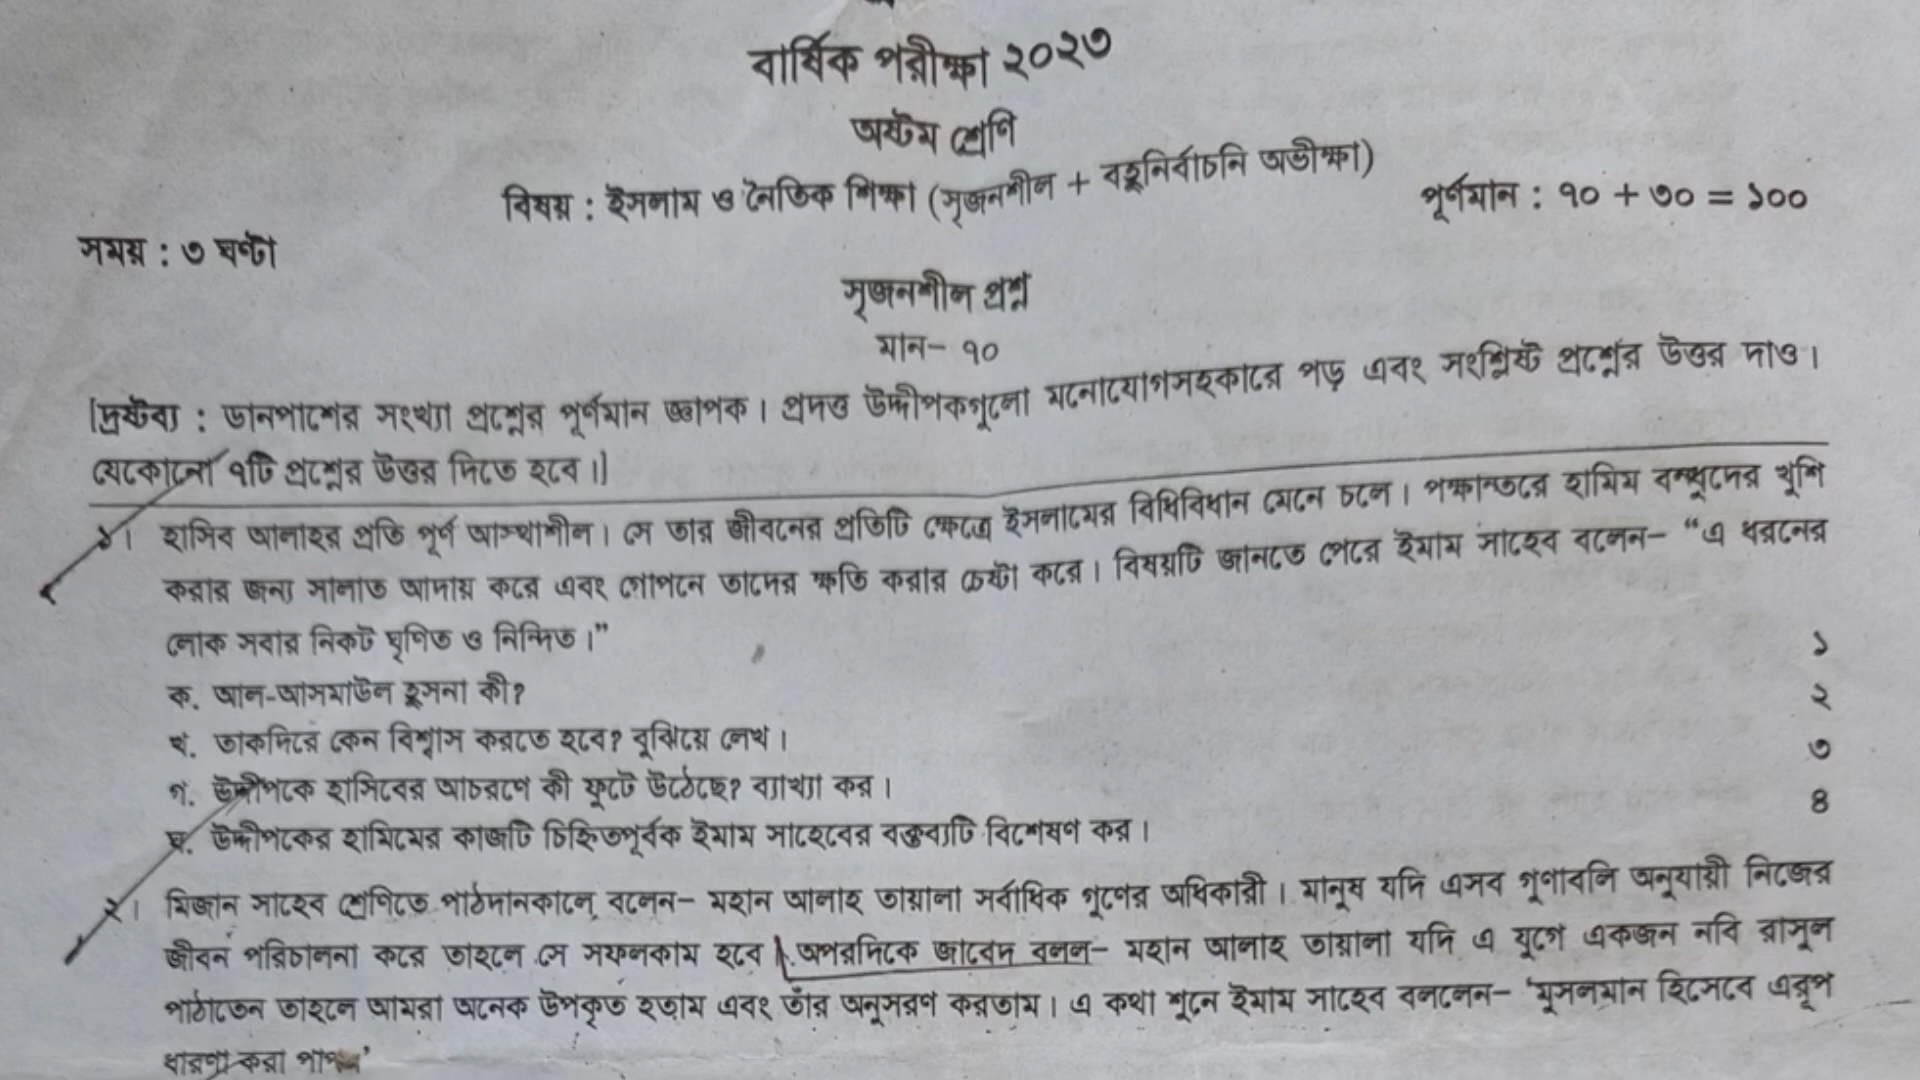 বার্ষিক পরীক্ষা ২০২৩
অষ্টম শ্রেণি
বিষয় : ইসলাম ও নৈতিক শিক্ষা (সৃজনশীল + বহুনির্বাচনি অভীক্ষা)
পূর্ণমান : ৭০ + ৩০ = ১০০
সময় : ৩ ঘণ্টা
সৃজনশীল প্রশ্ন
মান- ৭০
[দ্রষ্টব্য : ডানপাশের সংখ্যা প্রশ্নের পূর্ণমান জ্ঞাপক। প্রদত্ত উদ্দীপকগুলো মনোযোগসহকারে পড় এবং সংশ্লিষ্ট প্রশ্নের উত্তর দাও।
যেকোনো ৭টি প্রশ্নের উত্তর দিতে হবে।]
১। হাসিব আলাহর প্রতি পূর্ণ আস্থাশীল। সে তার জীবনের প্রতিটি ক্ষেত্রে ইসলামের বিধিবিধান মেনে চলে। পক্ষান্তরে হামিম বন্ধুদের খুশি
করার জন্য সালাত আদায় করে এবং গোপনে তাদের ক্ষতি করার চেষ্টা করে। বিষয়টি জানতে পেরে ইমাম সাহেব বলেন- “এ ধরনের
লোক সবার নিকট ঘৃণিত ও নিন্দিত।”
ক. আল-আসমাউল হুসনা কী? ১
খ. তাকদিরে কেন বিশ্বাস করতে হবে? বুঝিয়ে লেখ। ২
গ. উদ্দীপকে হাসিবের আচরণে কী ফুটে উঠেছে? ব্যাখ্যা কর। ৩
ঘ. উদ্দীপকের হামিমের কাজটি চিহ্নিতপূর্বক ইমাম সাহেবের বক্তব্যটি বিশেষণ কর। ৪
২। মিজান সাহেব শ্রেণিতে পাঠদানকালে বলেন- মহান আলাহ তায়ালা সর্বাধিক গুণের অধিকারী। মানুষ যদি এসব গুণাবলি অনুযায়ী নিজের
জীবন পরিচালনা করে তাহলে সে সফলকাম হবে। অপরদিকে জাবেদ বলল- মহান আলাহ তায়ালা যদি এ যুগে একজন নবি রাসুল
পাঠাতেন তাহলে আমরা অনেক উপকৃত হতাম এবং তাঁর অনুসরণ করতাম। এ কথা শুনে ইমাম সাহেব বললেন- ‘মুসলমান হিসেবে এরূপ
ধারণা করা